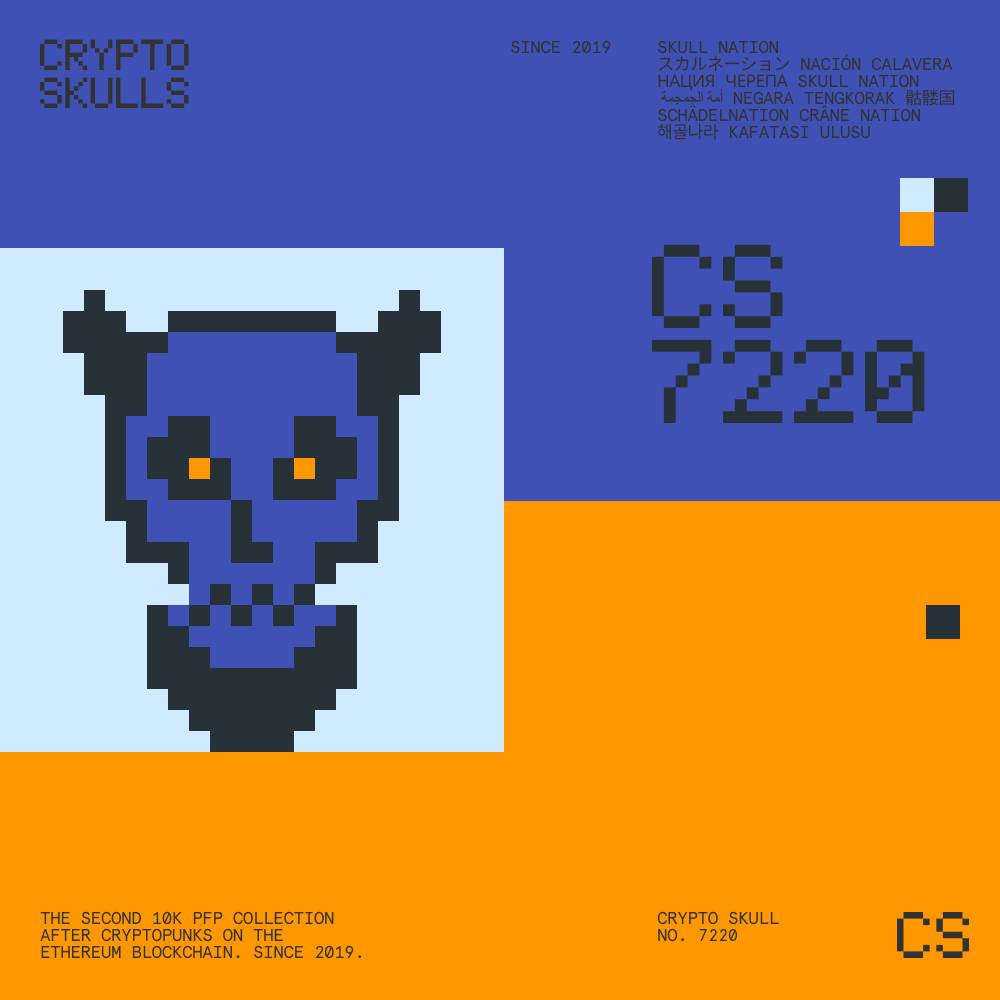 CRYPTO
SKULLS
SINCE 2019
SKULL NATION
スカルネーション NACIÓN CALAVERA
НАЦИЯ ЧЕРЕПА SKULL NATION
أمة الجمجمة NEGARA TENGKORAK 骷髅国
SCHÄDELNATION CRÂNE NATION
해골나라 KAFATASI ULUSU
CS
7220
THE SECOND 10K PFP COLLECTION
AFTER CRYPTOPUNKS ON THE
ETHEREUM BLOCKCHAIN. SINCE 2019.
CRYPTO SKULL
NO. 7220
CS